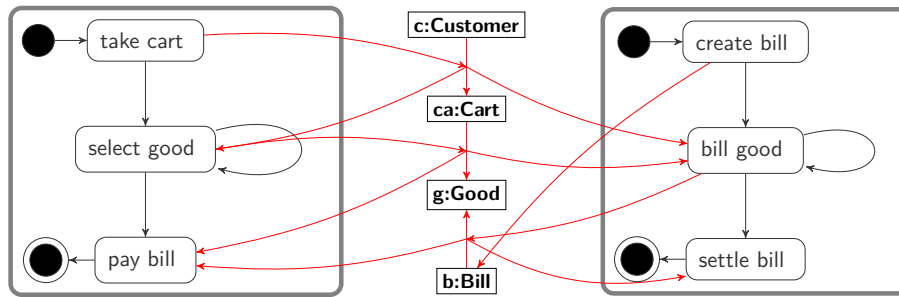 take cart
select good
pay bill
c:Customer
ca:Cart
g:Good
b:Bill
create bill
bill good
settle bill